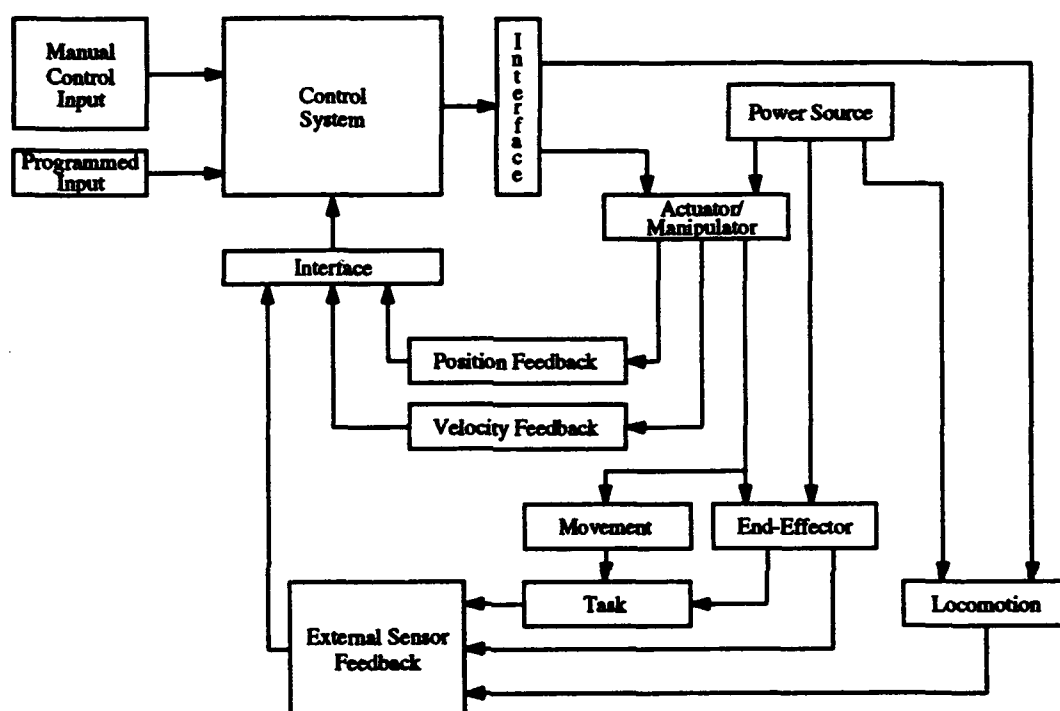 Manual
Control
Input
Control
System
Interface
Power Source
Programmed
Input
Actuator/
Manipulator
Interface
Position Feedback
Velocity Feedback
Movement
End-Effector
Task
Locomotion
External Sensor
Feedback